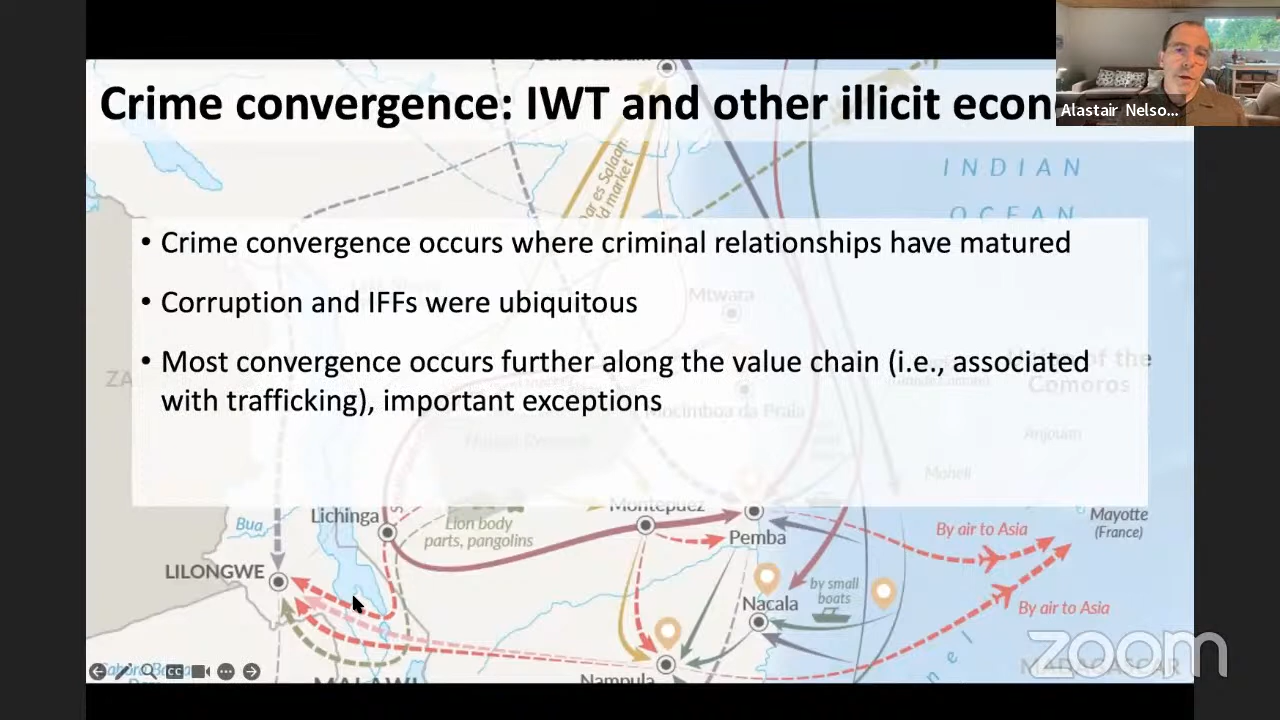 Crime convergence: IWT and other illicit econ
Alastair Nelso...
INDIAN
OCEAN
• Crime convergence occurs where criminal relationships have matured
• Corruption and IFFs were ubiquitous
Mtwara
• Most convergence occurs further along the value chain (i.e., associated
with trafficking), important exceptions
of the
Comoros
ZA
da Praia
Anjouan
Moheli
Lichinga
Lion body
parts, pangolins
Montepuez
Pemba
Bua
LILONGWE
By air to Asia
Mayotte
(France)
Nacala
by small
boats
By air to Asia
Nampula
MALAWI
MADAGASCAR
zoom